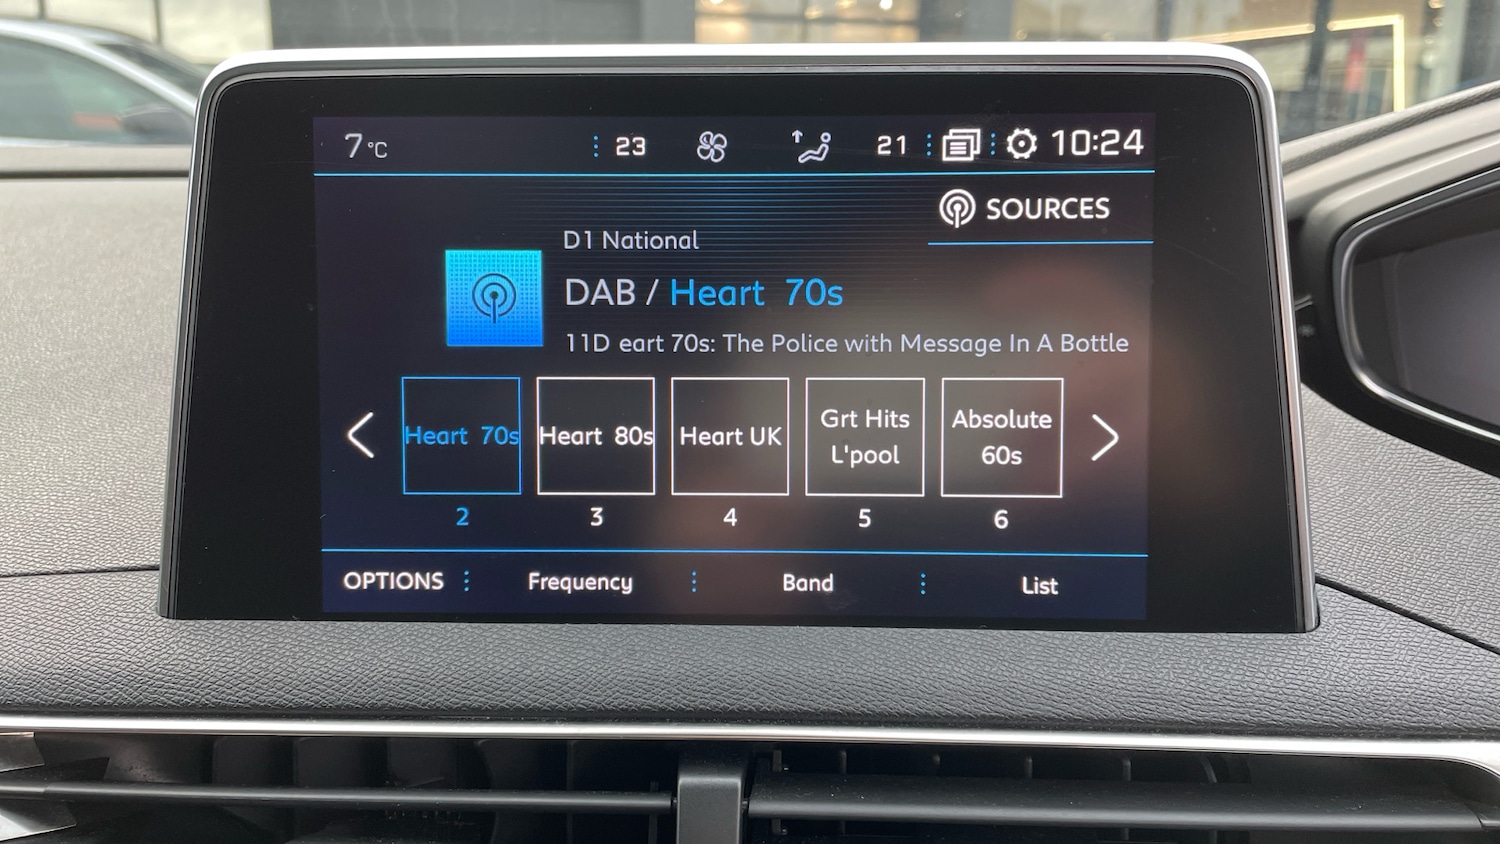 7°C 23 21 10:24
SOURCES
D1 National
DAB / Heart 70s
11D eart 70s: The Police with Message In A Bottle
Heart 70s
Heart 80s
Heart UK
Grt Hits
L'pool
Absolute
60s
2 3 4 5 6
OPTIONS Frequency Band List